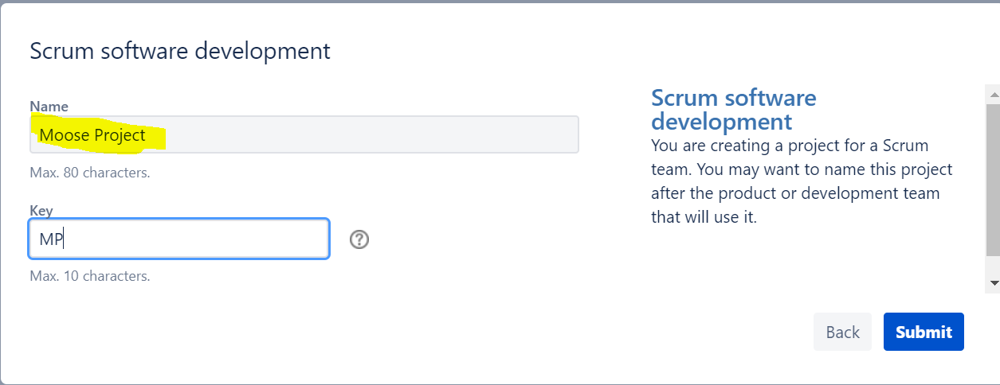 Scrum software development
Name
Moose Project
Max. 80 characters.
Key
MP
Max. 10 characters.
Scrum software
development
You are creating a project for a Scrum
team. You may want to name this project
after the product or development team
that will use it.
Back
Submit